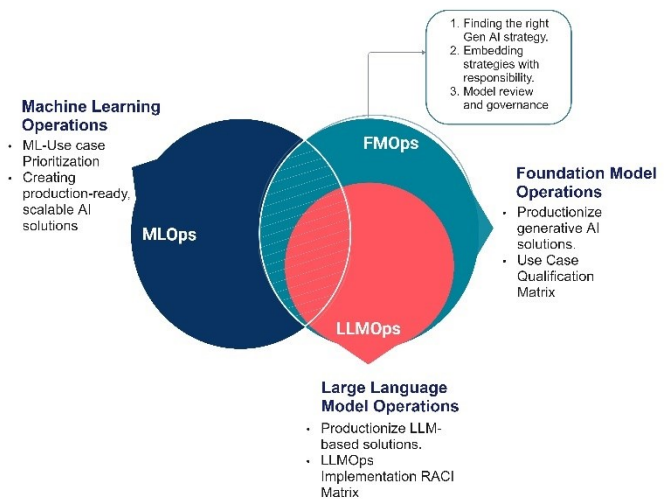 1. Finding the right
Gen AI strategy.
2. Embedding
strategies with
responsibility.
3. Model review
and governance
Machine Learning
Operations
• ML-Use case
Prioritization
• Creating
production-ready,
scalable AI
solutions
MLOps
FMOps
LLMOps
Foundation Model
Operations
• Productionize
generative AI
solutions.
• Use Case
Qualification
Matrix
Large Language
Model Operations
• Productionize LLM-
based solutions.
• LLMOps
Implementation RACI
Matrix